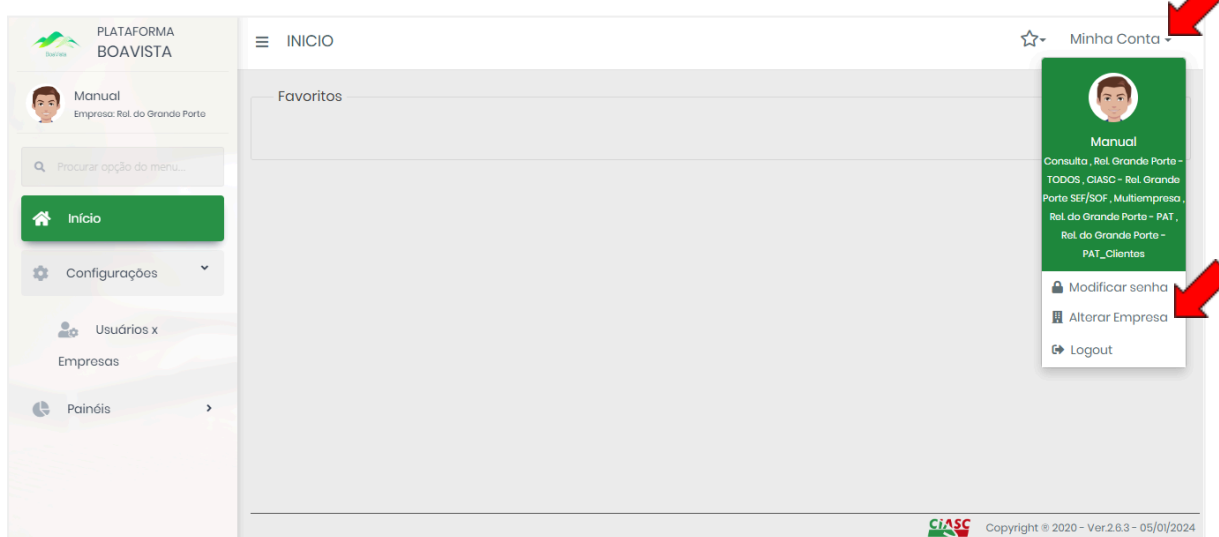 PLATAFORMA
BOAVISTA
INICIO
Minha Conta
Manual
Empresa: Rel. do Grande Porte
Procurar opção do menu...
Início
Configurações
Usuários x
Empresas
Painéis
Favoritos
Manual
Consulta , Rel. Grande Porte -
TODOS , CIASC - Rel. Grande
Porte SEF/SOF , Multiempresa ,
Rel. do Grande Porte - PAT ,
Rel. do Grande Porte -
PAT_Clientes
Modificar senha
Alterar Empresa
Logout
CiASC
Copyright ® 2020 - Ver.2.6.3 - 05/01/2024